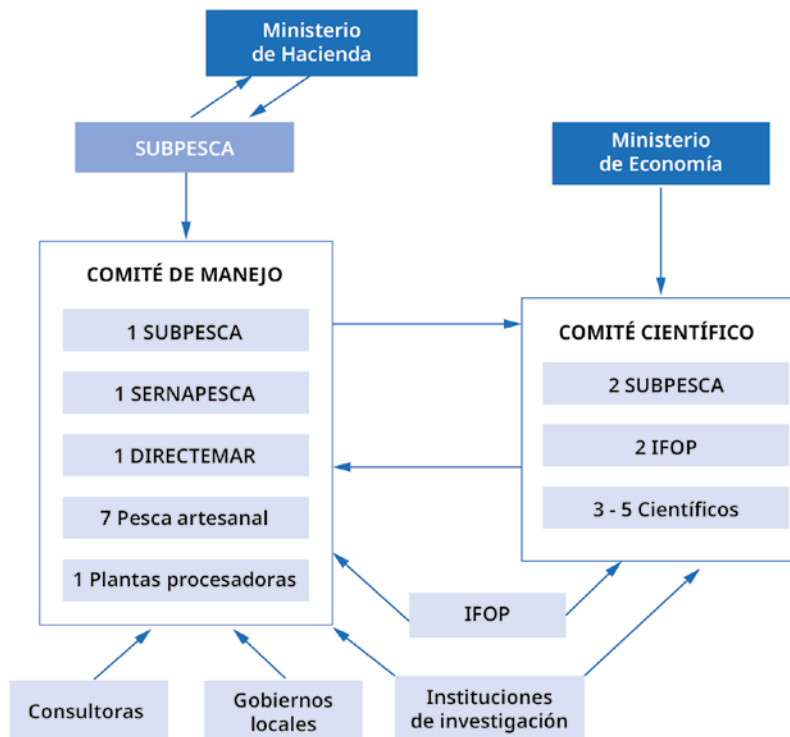 Ministerio
de Hacienda
SUBPESCA
Ministerio
de Economía
COMITÉ DE MANEJO
1 SUBPESCA
1 SERNAPESCA
1 DIRECTEMAR
7 Pesca artesanal
1 Plantas procesadoras
COMITÉ CIENTÍFICO
2 SUBPESCA
2 IFOP
3 - 5 Científicos
IFOP
Consultoras
Gobiernos
locales
Instituciones
de investigación